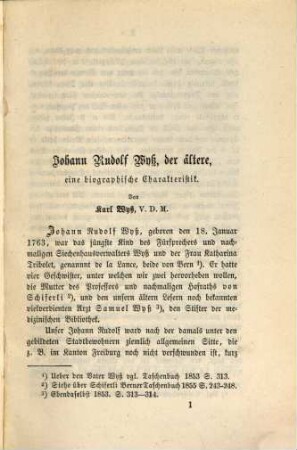 Johann Rudolf Wyß, der ältere,
eine biographische Charakteristik.
Von
Karl Wyß, V. D. M.
Johann Rudolf Wyß, geboren den 18. Januar
1763, war das jüngste Kind des Fürsprechers und nach-
maligen Siechenhausverwalters Wyß und der Frau Katharina
Tribolet, genannnt de la Lance, beide von Bern ¹). Er hatte
vier Geschwister, unter welchen wir zwei hervorheben wollen,
die Mutter des Professors und nachmaligen Hofraths von
Schiferli ²), und den unsern ältern Lesern noch bekannten
vielverdienten Arzt Samuel Wyß ³), den Stifter der me-
dizinischen Bibliothek.
Unser Johann Rudolf ward nach der damals unter den
gebildeten Stadtbewohnern ziemlich allgemeinen Sitte, die
z. B. im Kanton Freiburg noch nicht verschwunden ist, kurz
¹) Ueber den Vater Wyß vgl. Taschenbuch 1853 S. 313.
²) Siehe über Schiferli Berner Taschenbuch 1855 S. 243-248.
³) Ebendaselbst 1853. S. 313—314.
1